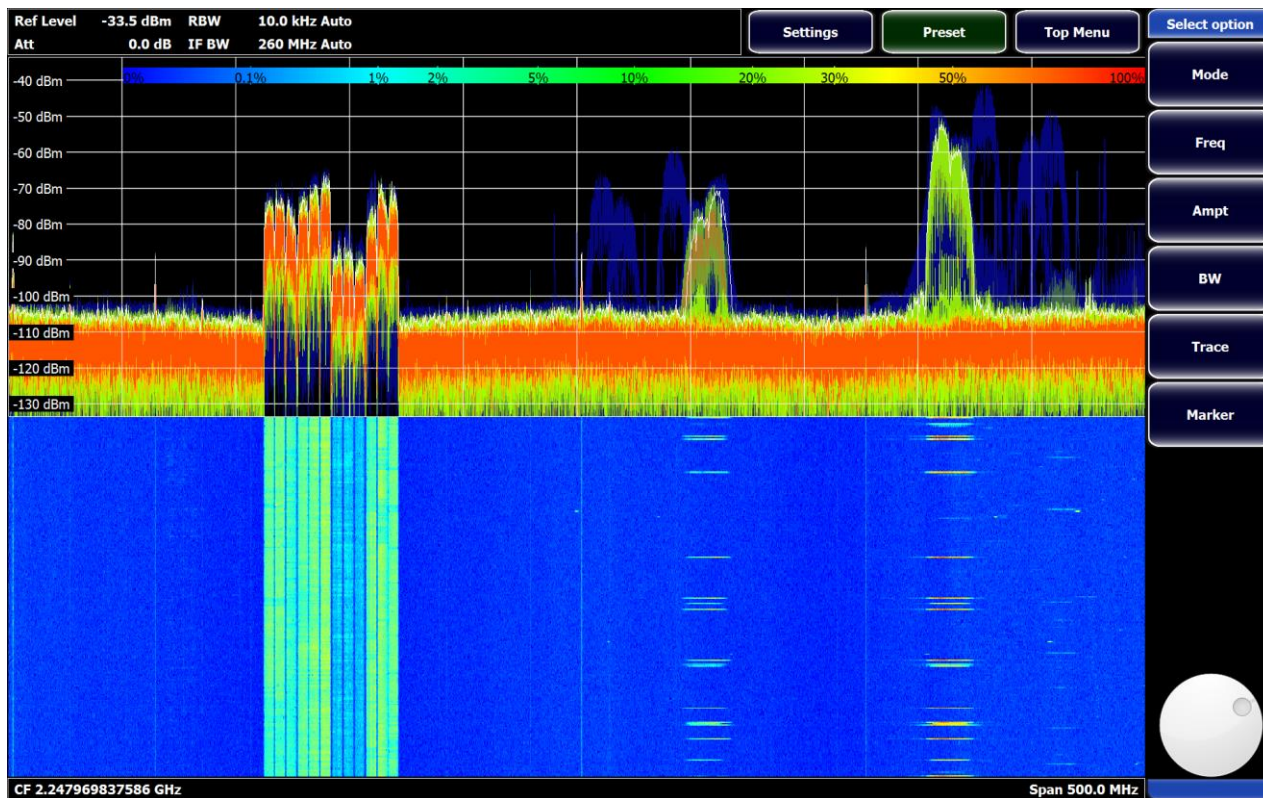 Ref Level -33.5 dBm RBW 10.0 kHz Auto
Att 0.0 dB IF BW 260 MHz Auto
Settings
Preset
Top Menu
Select option
Mode
Freq
Ampt
BW
Trace
Marker
0% 0.1% 1% 2% 5% 10% 20% 30% 50% 100%
-40 dBm
-50 dBm
-60 dBm
-70 dBm
-80 dBm
-90 dBm
-100 dBm
-110 dBm
-120 dBm
-130 dBm
CF 2.247969837586 GHz
Span 500.0 MHz